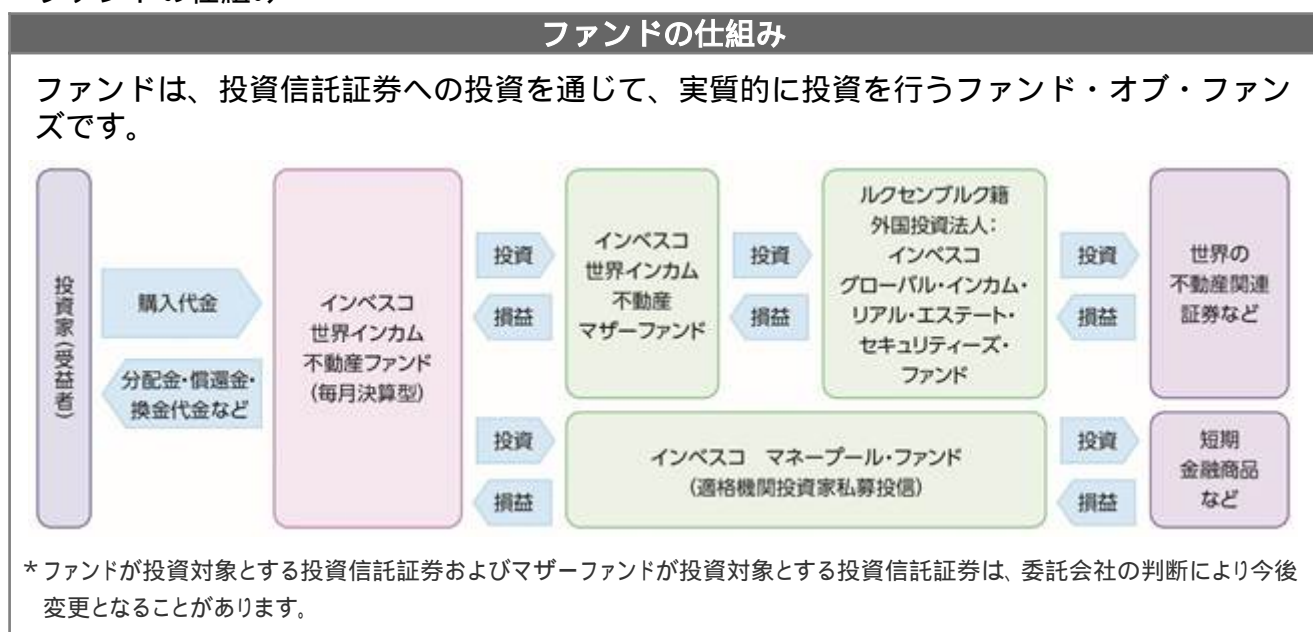 ファンドの仕組み
ファンドは、投資信託証券への投資を通じて、実質的に投資を行うファンド・オブ・ファン
ズです。
投資家(受益者)
購入代金
分配金・償還金・
換金代金など
インベスコ
世界インカム
不動産ファンド
(毎月決算型)
投資
損益
インベスコ
世界インカム
不動産
マザーファンド
投資
損益
ルクセンブルク籍
外国投資法人:
インベスコ
グローバル・インカム・
リアル・エステート・
セキュリティーズ・
ファンド
投資
損益
世界の
不動産関連
証券など
投資
損益
インベスコ マネープール・ファンド
(適格機関投資家私募投信)
投資
損益
短期
金融商品
など
*ファンドが投資対象とする投資信託証券およびマザーファンドが投資対象とする投資信託証券は、委託会社の判断により今後
変更となることがあります。